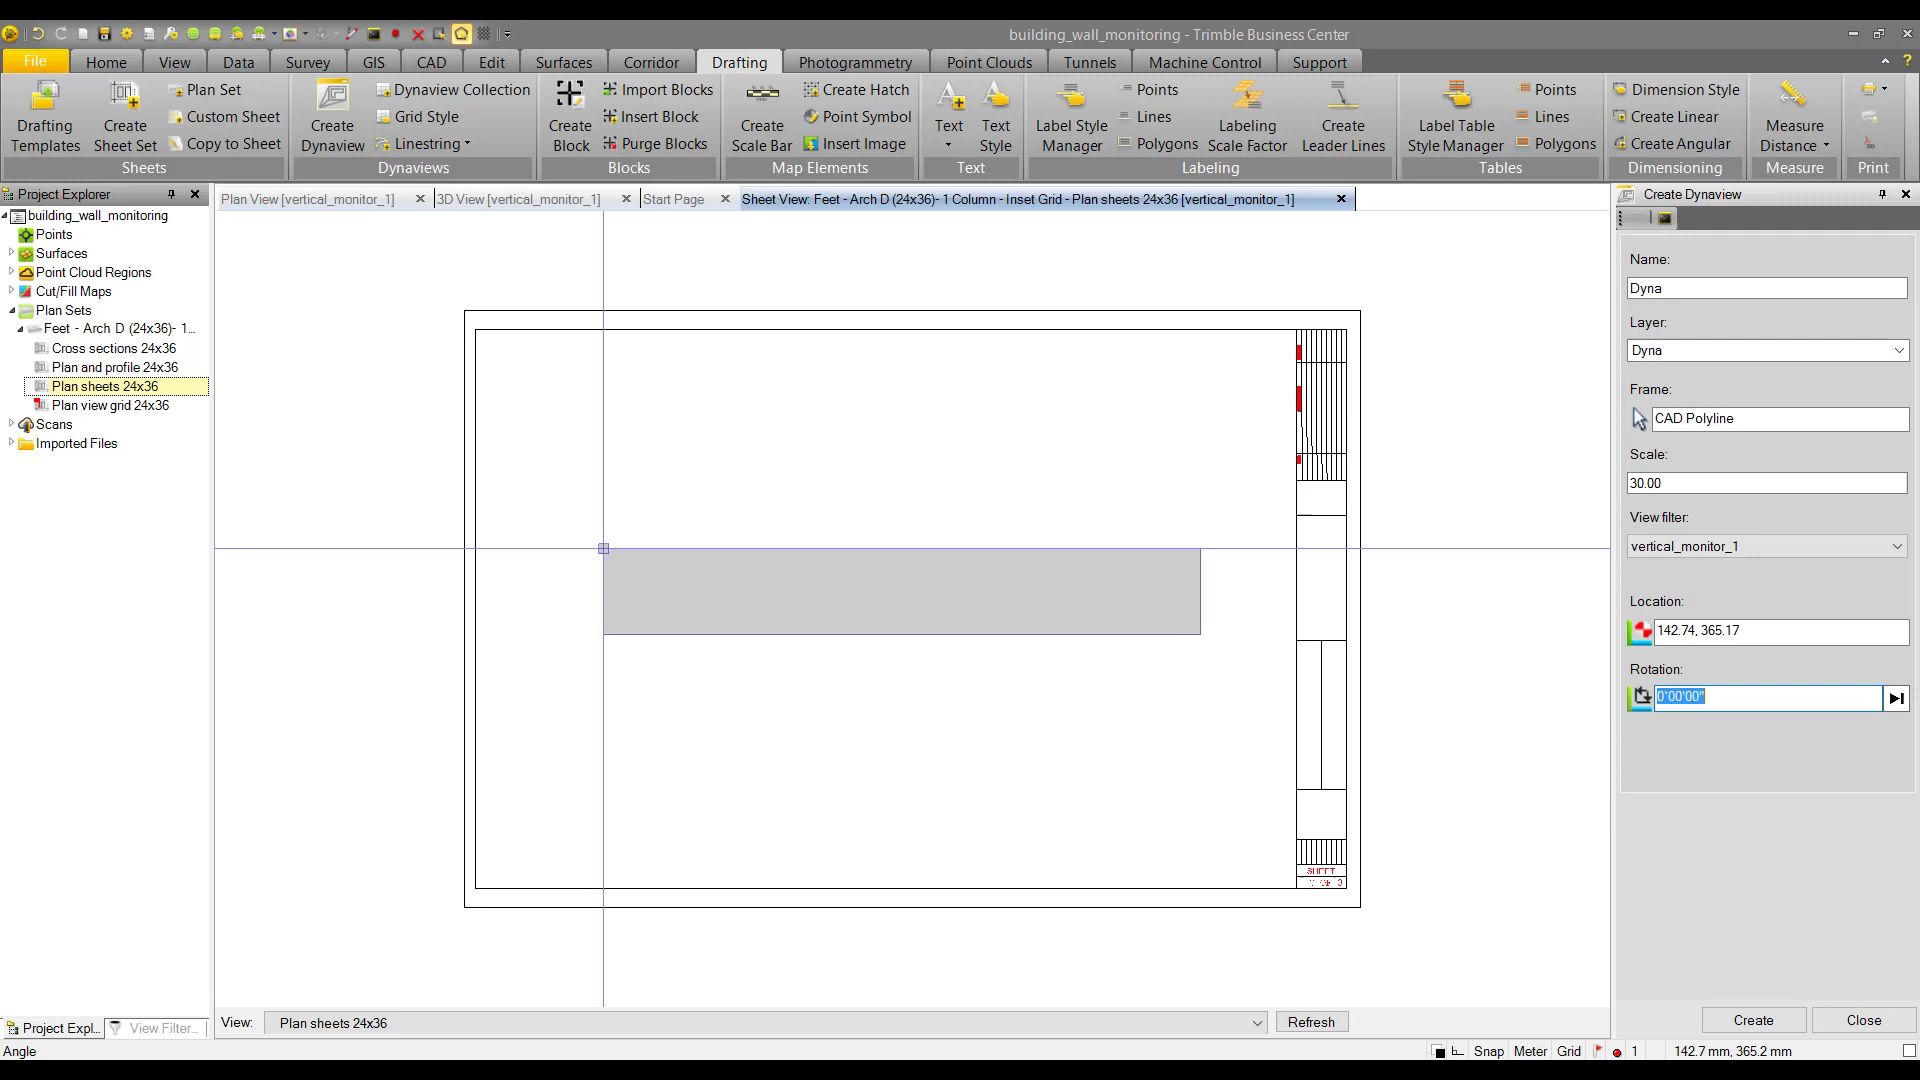 building_wall_monitoring - Trimble Business Center
File Home View Data Survey GIS CAD Edit Surfaces Corridor Drafting Photogrammetry Point Clouds Tunnels Machine Control Support
Drafting Templates
Create Sheet Set
Plan Set
Custom Sheet
Copy to Sheet
Sheets
Create Dynaview
Dynaview Collection
Grid Style
Linestring
Dynaviews
Create Block
Import Blocks
Insert Block
Purge Blocks
Blocks
Create Scale Bar
Create Hatch
Point Symbol
Insert Image
Map Elements
Text
Text Style
Text
Label Style Manager
Points
Lines
Polygons
Labeling Scale Factor
Create Leader Lines
Labeling
Label Table Style Manager
Points
Lines
Polygons
Tables
Dimension Style
Create Linear
Create Angular
Dimensioning
Measure Distance
Measure
Print
Project Explorer
building_wall_monitoring
Points
Surfaces
Point Cloud Regions
Cut/Fill Maps
Plan Sets
Feet - Arch D (24x36)- 1...
Cross sections 24x36
Plan and profile 24x36
Plan sheets 24x36
Plan view grid 24x36
Scans
Imported Files
Project Expl...
View Filter...
Plan View [vertical_monitor_1]
3D View [vertical_monitor_1]
Start Page
Sheet View: Feet - Arch D (24x36)- 1 Column - Inset Grid - Plan sheets 24x36 [vertical_monitor_1]
SHEET
View: Plan sheets 24x36
Refresh
Create Dynaview
Name:
Dyna
Layer:
Dyna
Frame:
CAD Polyline
Scale:
30.00
View filter:
vertical_monitor_1
Location:
142.74, 365.17
Rotation:
0°00'00"
Create
Close
Angle
Snap Meter Grid 1 142.7 mm, 365.2 mm